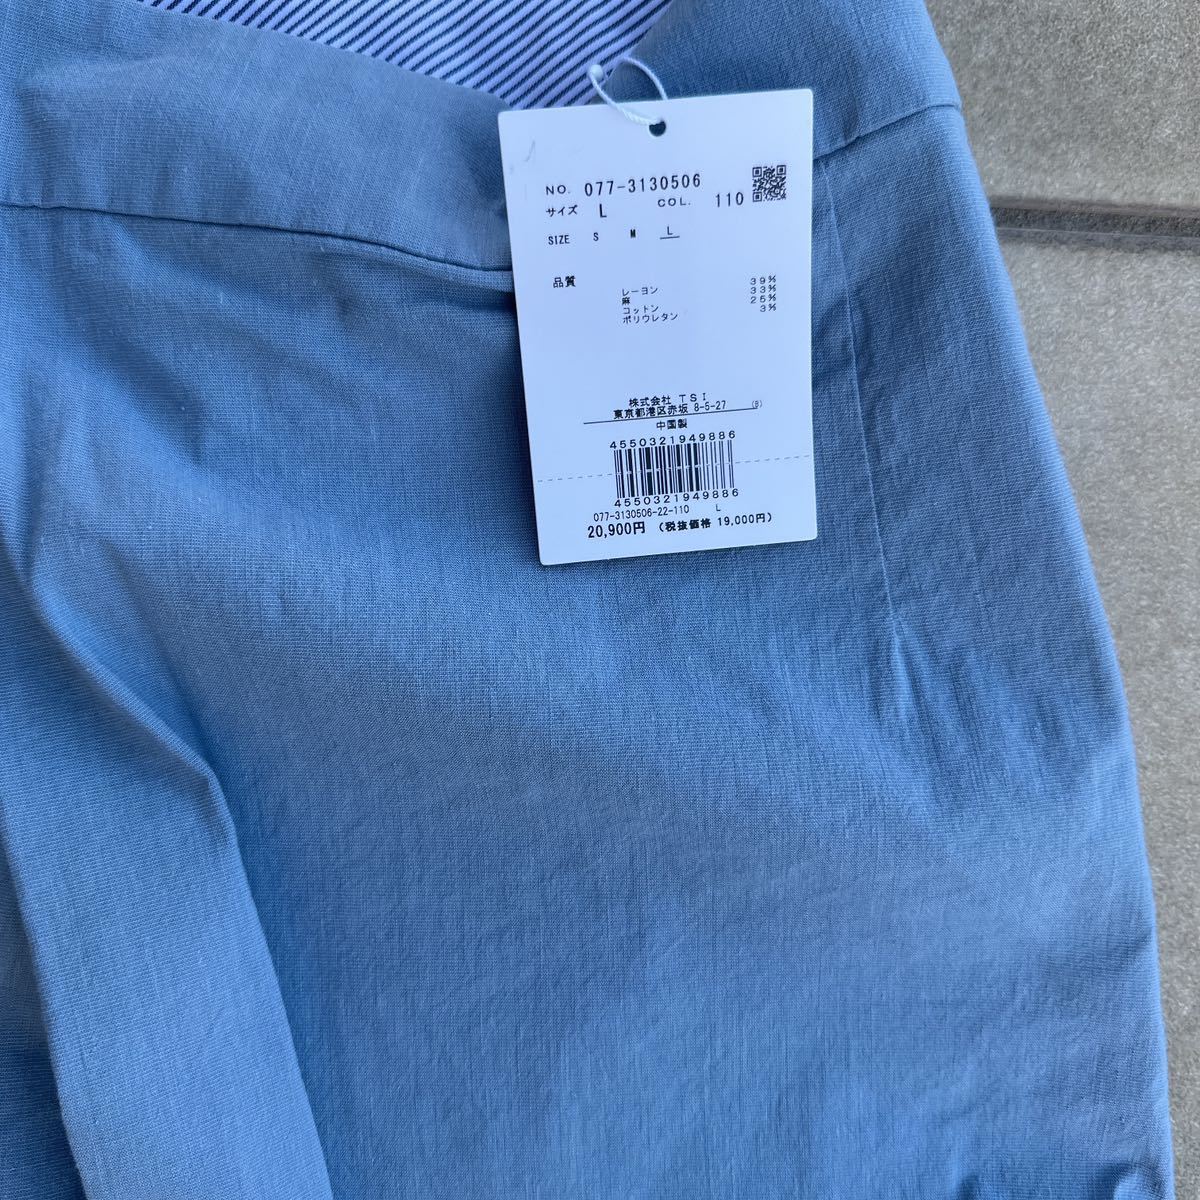 NO. 077-3130506
サイズ L COL. 110
SIZE S M L
品質
レーヨン 39%
麻 33%
コットン 25%
ポリウレタン 3%
株式会社 TSI
東京都港区赤坂 8-5-27 (B)
中国製
4550321949886
4550321949886
077-3130506-22-110 L
20,900円 (税抜価格 19,000円)